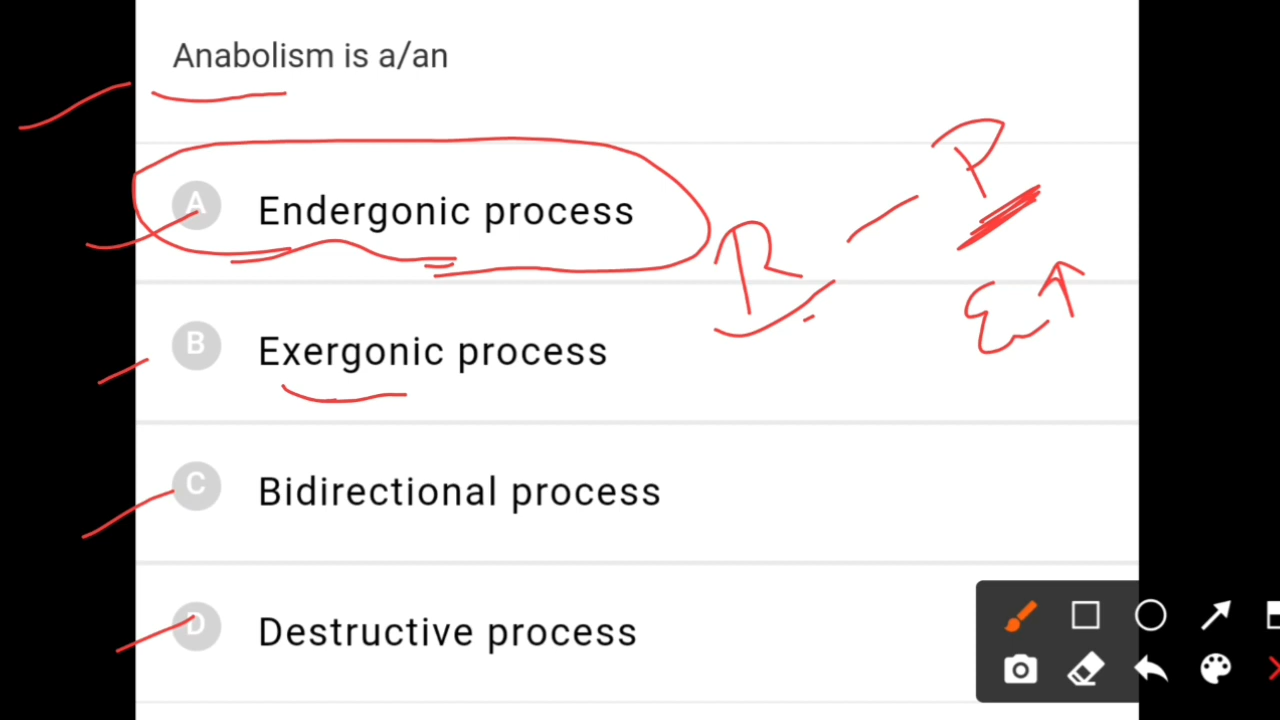 Anabolism is a/an
A Endergonic process
B Exergonic process
C Bidirectional process
D Destructive process
R - P
E↑